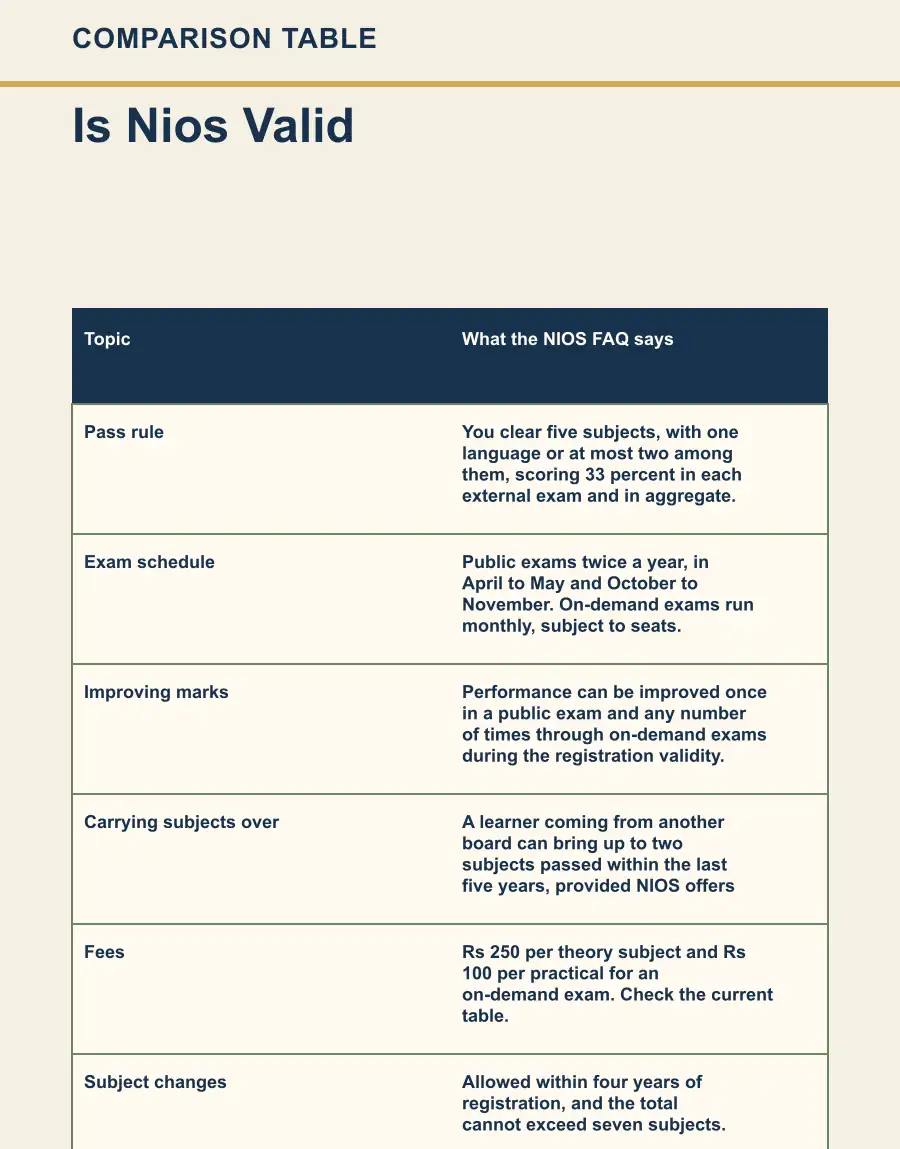 COMPARISON TABLE
Is Nios Valid
Topic
What the NIOS FAQ says
Pass rule
You clear five subjects, with one
language or at most two among
them, scoring 33 percent in each
external exam and in aggregate.
Exam schedule
Public exams twice a year, in
April to May and October to
November. On-demand exams run
monthly, subject to seats.
Improving marks
Performance can be improved once
in a public exam and any number
of times through on-demand exams
during the registration validity.
Carrying subjects over
A learner coming from another
board can bring up to two
subjects passed within the last
five years, provided NIOS offers
Fees
Rs 250 per theory subject and Rs
100 per practical for an
on-demand exam. Check the current
table.
Subject changes
Allowed within four years of
registration, and the total
cannot exceed seven subjects.